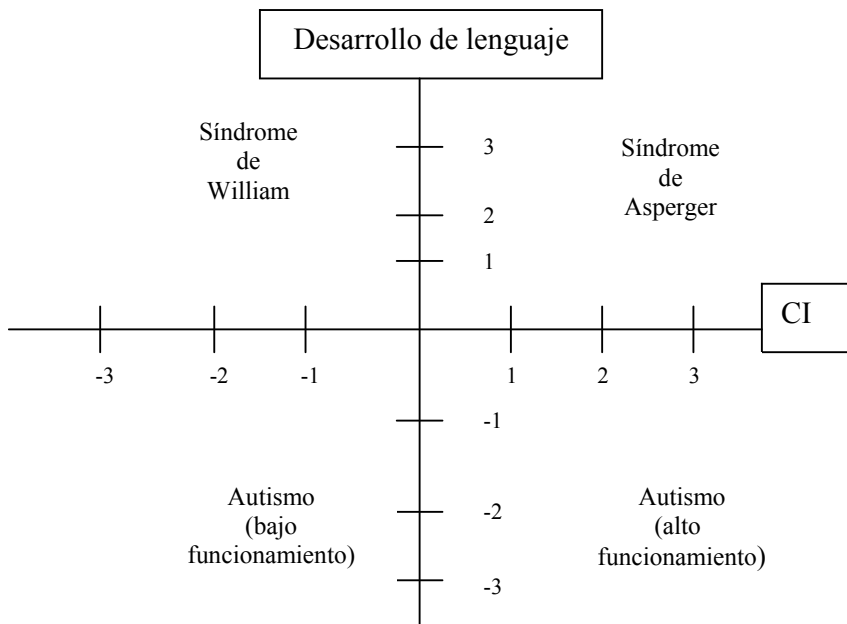 Desarrollo de lenguaje
Síndrome
de
William
Síndrome
de
Asperger
3
2
1
CI
-3
-2
-1
1
2
3
-1
-2
-3
Autismo
(bajo
funcionamiento)
Autismo
(alto
funcionamiento)